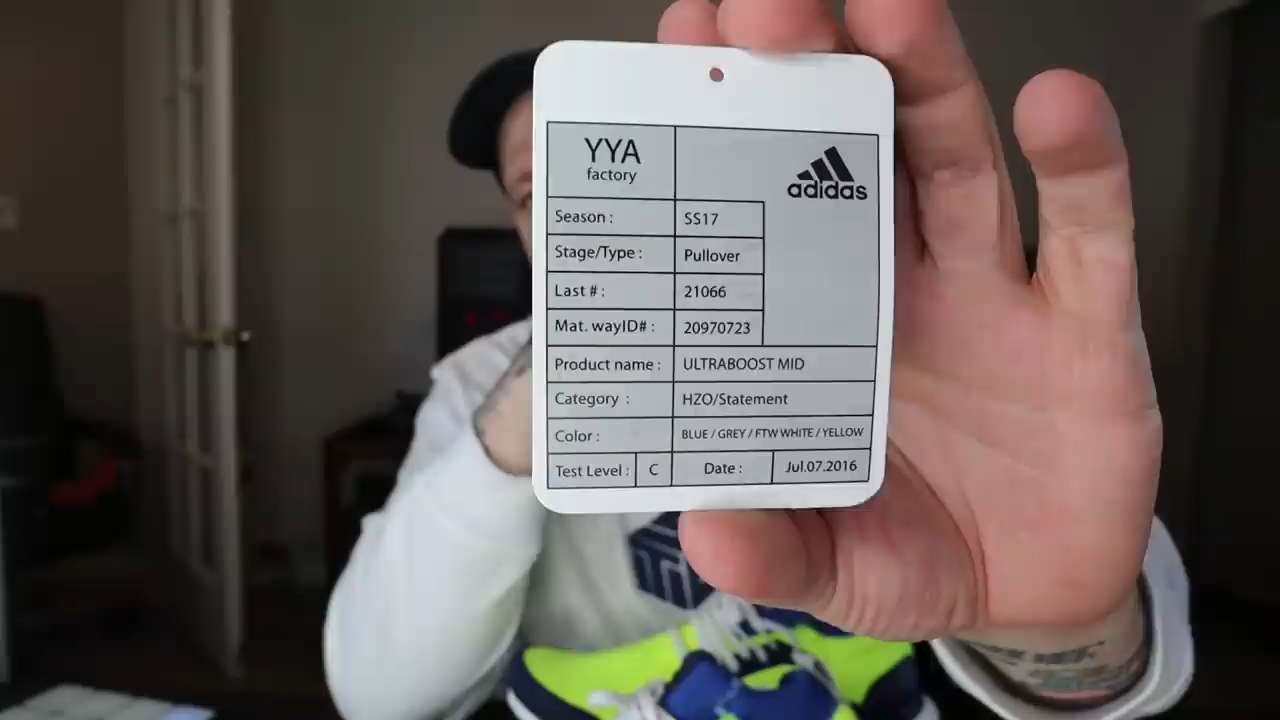 YYA
factory
adidas
Season : SS17
Stage/Type : Pullover
Last # : 21066
Mat. wayID# : 20970723
Product name : ULTRABOOST MID
Category : HZO/Statement
Color : BLUE / GREY / FTW WHITE / YELLOW
Test Level : C Date : Jul.07.2016